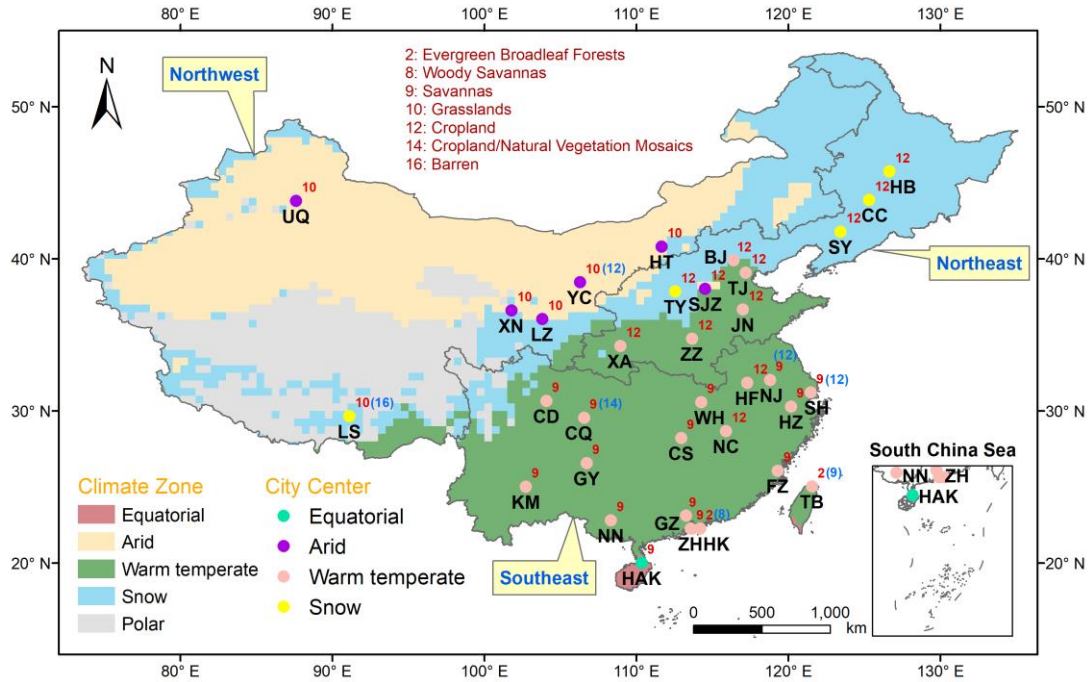 80° E 90° E 100° E 110° E 120° E 130° E
N
Northwest
2: Evergreen Broadleaf Forests
8: Woody Savannas
9: Savannas
10: Grasslands
12: Cropland
14: Cropland/Natural Vegetation Mosaics
16: Barren
50° N 50° N
12
HB
12
CC
10
UQ
12
SY
10
HT
12
BJ
12
TJ
40° N 40° N
Northeast
10 (12)
YC
12
TY
12
SJZ
10
XN
10
LZ
12
JN
12
XA
12
ZZ
12
HF
(12)
9
NJ
9 (12)
SH
10 (16)
LS
9
CD
9 (14)
CQ
9
WH
HZ
30° N 30° N
9
CS
12
NC
9
GY
9
FZ
South China Sea
9
KM
2 (9)
TB
NN ZH
HAK
9
NN
GZ
9 2 (8)
ZHHK
9
HAK
Southeast
20° N 20° N
Climate Zone
Equatorial
Arid
Warm temperate
Snow
Polar
City Center
Equatorial
Arid
Warm temperate
Snow
0 500 1,000
km
80° E 90° E 100° E 110° E 120° E 130° E